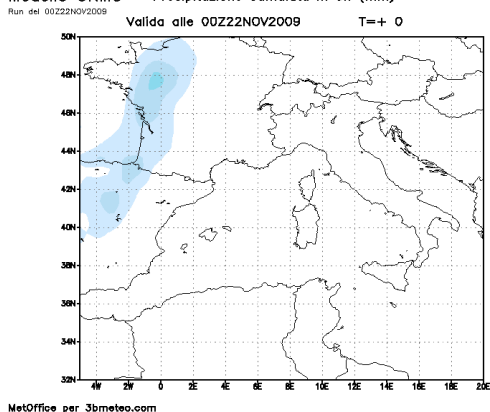 Run del 00Z22NOV2009
Valida alle 00Z22NOV2009 T=+ 0
50N
48N
46N
44N
42N
40N
38N
36N
34N
32N
4W 2W 0 2E 4E 6E 8E 10E 12E 14E 16E 18E 20E
MetOffice per 3bmeteo.com